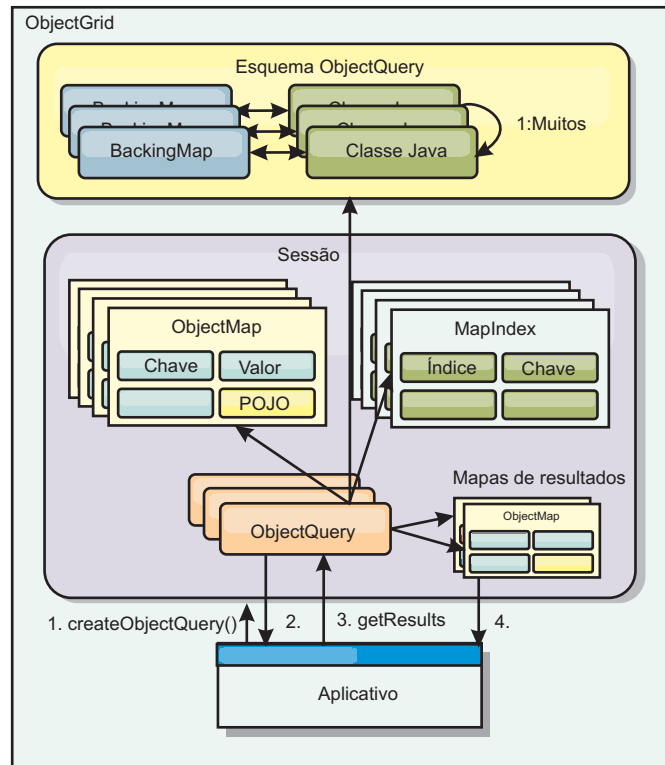 ObjectGrid
Esquema ObjectQuery
BackingMap
Classe Java
1:Muitos
Sessão
ObjectMap
Chave
Valor
POJO
MapIndex
Índice
Chave
ObjectQuery
Mapas de resultados
ObjectMap
1. createObjectQuery()
2.
3. getResults
4.
Aplicativo